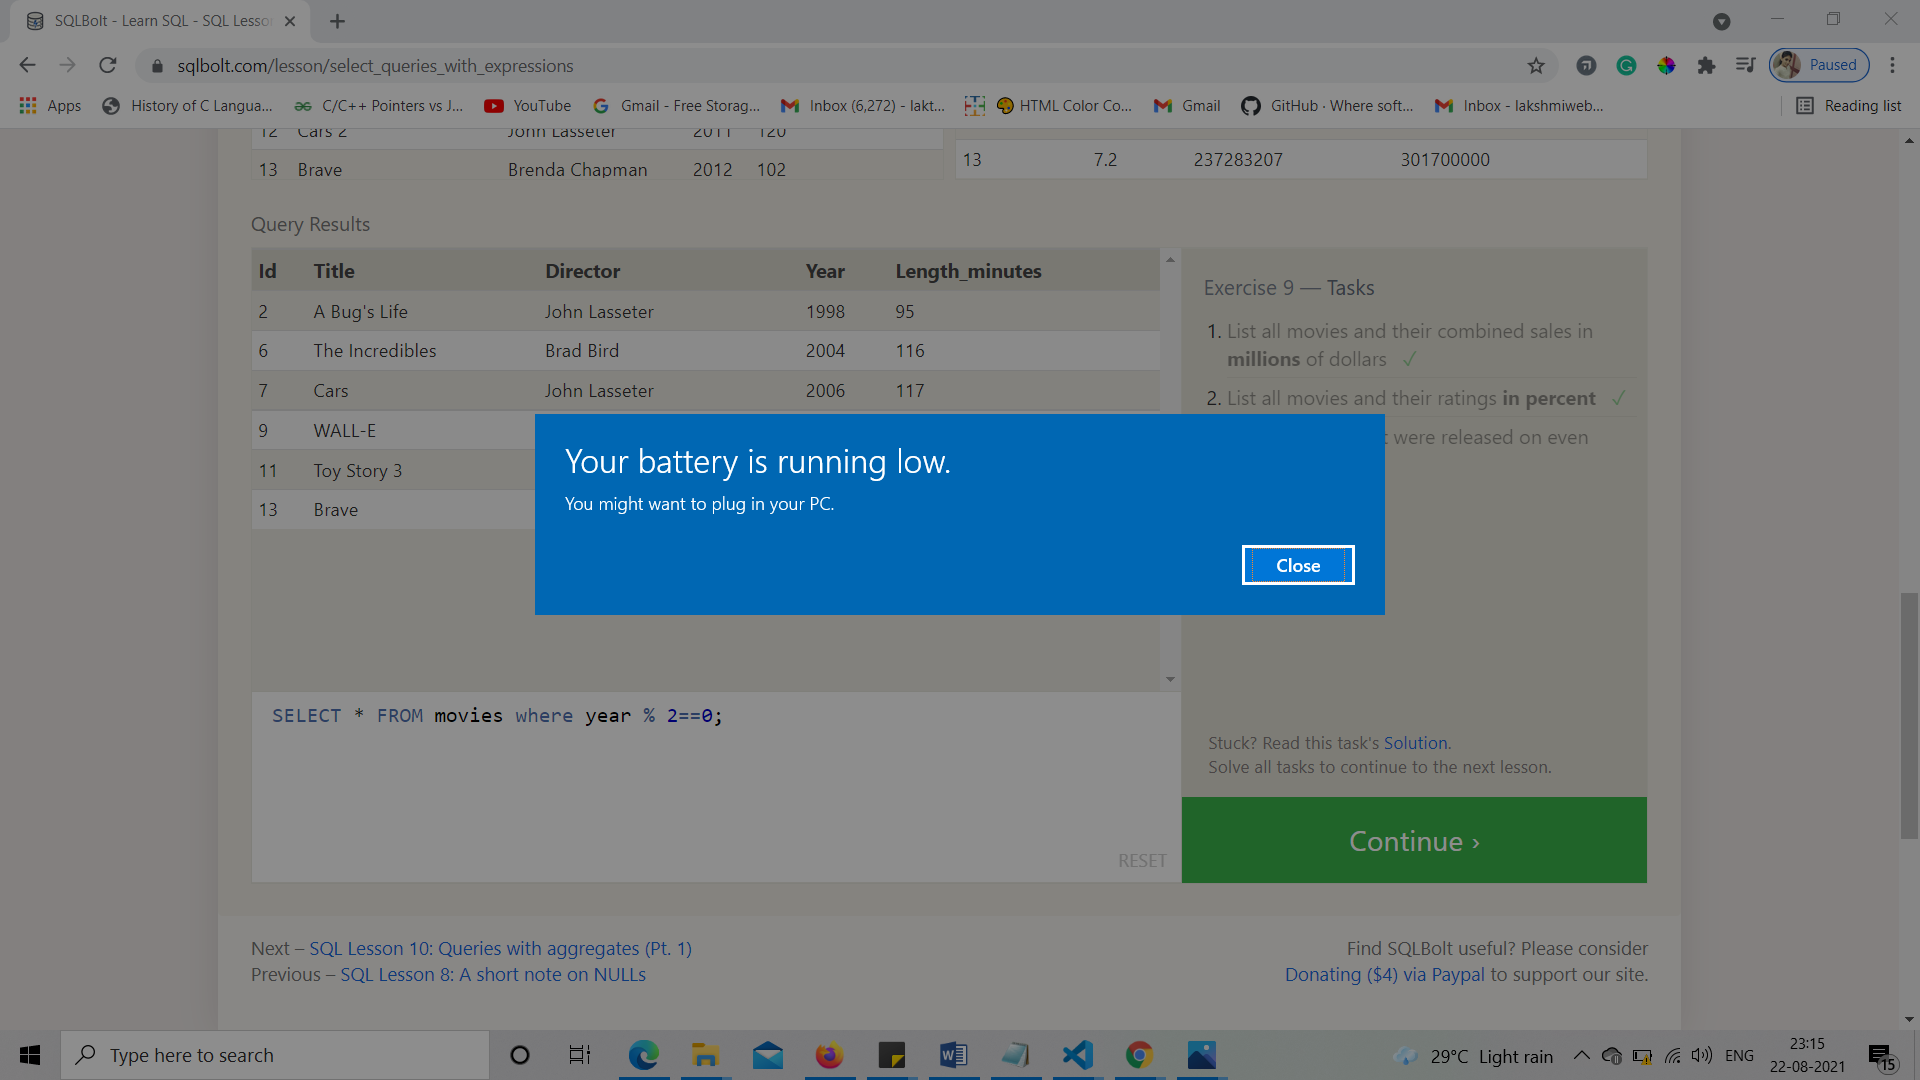 SQLBolt - Learn SQL - SQL Lesso
sqlbolt.com/lesson/select_queries_with_expressions
Paused
Apps
History of C Langua...
C/C++ Pointers vs J...
YouTube
Gmail - Free Storag...
Inbox (6,272) - lakt...
HTML Color Co...
Gmail
GitHub · Where soft...
Inbox - lakshmiweb...
Reading list
12 Cars 2 John Lasseter 2011 120
13 Brave Brenda Chapman 2012 102
13 7.2 237283207 301700000
Query Results
Id Title Director Year Length_minutes
2 A Bug's Life John Lasseter 1998 95
6 The Incredibles Brad Bird 2004 116
7 Cars John Lasseter 2006 117
9 WALL-E
11 Toy Story 3
13 Brave
Exercise 9 — Tasks
1. List all movies and their combined sales in
millions of dollars ✓
2. List all movies and their ratings in percent ✓
t were released on even
Your battery is running low.
You might want to plug in your PC.
Close
SELECT * FROM movies where year % 2==0;
RESET
Stuck? Read this task's Solution.
Solve all tasks to continue to the next lesson.
Continue ›
Next – SQL Lesson 10: Queries with aggregates (Pt. 1)
Previous – SQL Lesson 8: A short note on NULLs
Find SQLBolt useful? Please consider
Donating ($4) via Paypal to support our site.
Type here to search
29°C Light rain
ENG
23:15
22-08-2021
15